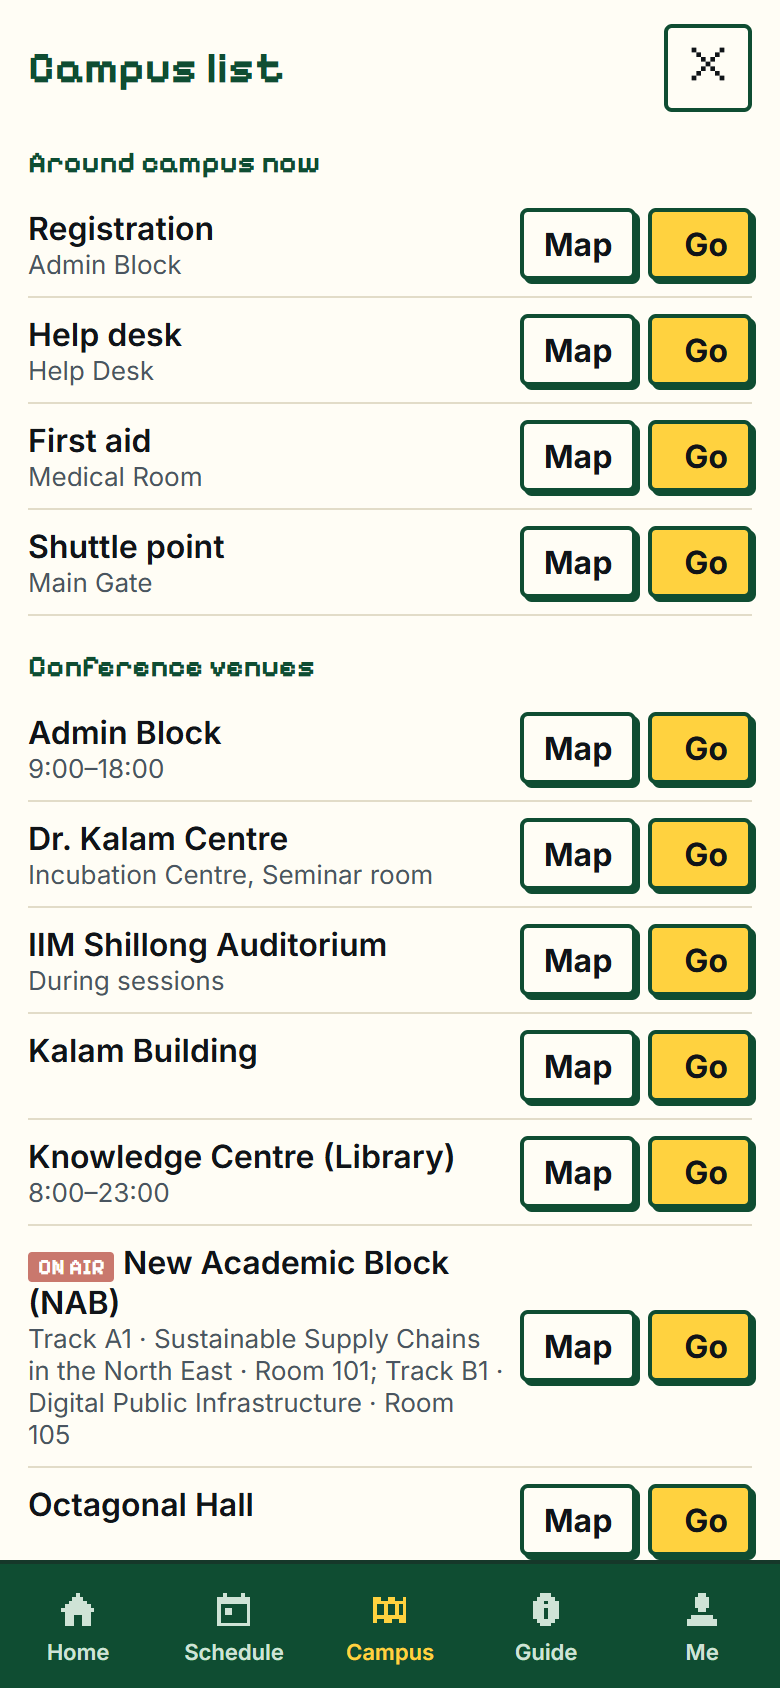 Campus list
Around campus now
Registration
Admin Block
Map Go
Help desk
Help Desk
Map Go
First aid
Medical Room
Map Go
Shuttle point
Main Gate
Map Go
Conference venues
Admin Block
9:00–18:00
Map Go
Dr. Kalam Centre
Incubation Centre, Seminar room
Map Go
IIM Shillong Auditorium
During sessions
Map Go
Kalam Building
Map Go
Knowledge Centre (Library)
8:00–23:00
Map Go
ON AIR New Academic Block
(NAB)
Track A1 · Sustainable Supply Chains
in the North East · Room 101; Track B1 ·
Digital Public Infrastructure · Room
105
Map Go
Octagonal Hall
Map Go
Home Schedule Campus Guide Me